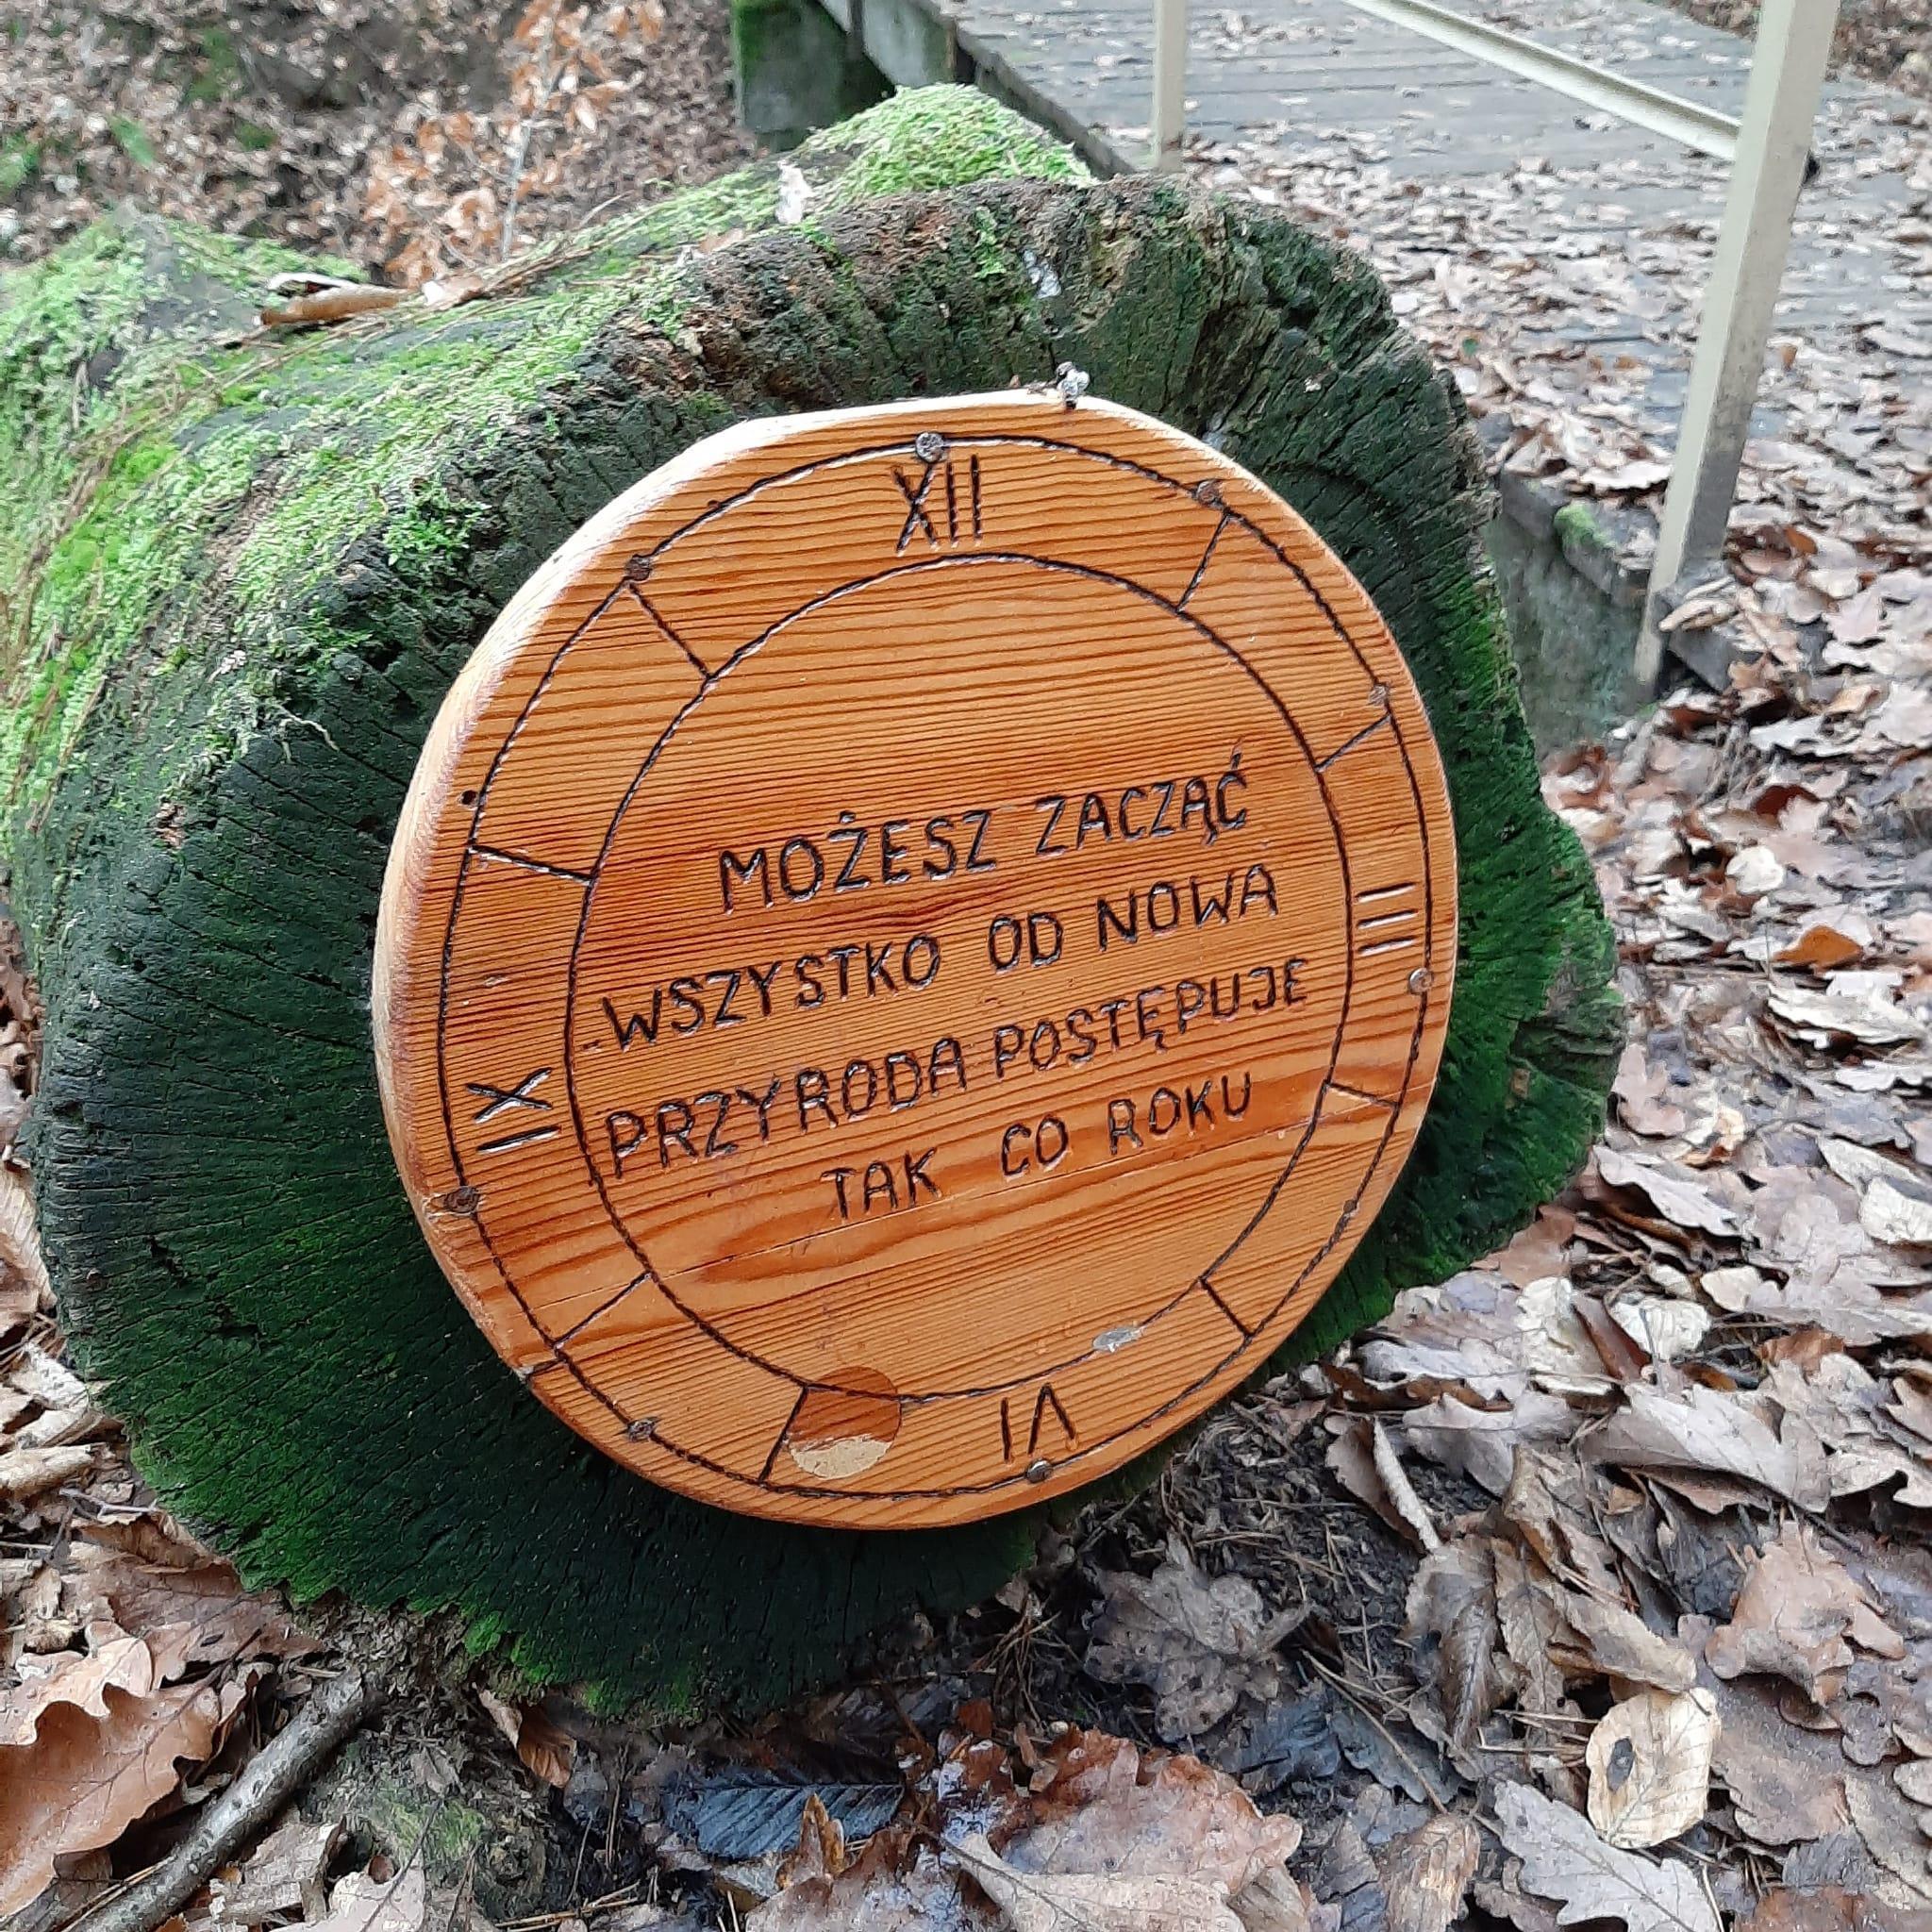 XII
MOŻESZ ZACZĄĆ
WSZYSTKO OD NOWA
III
PRZYRODA POSTĘPUJE
IX
TAK CO ROKU
VI